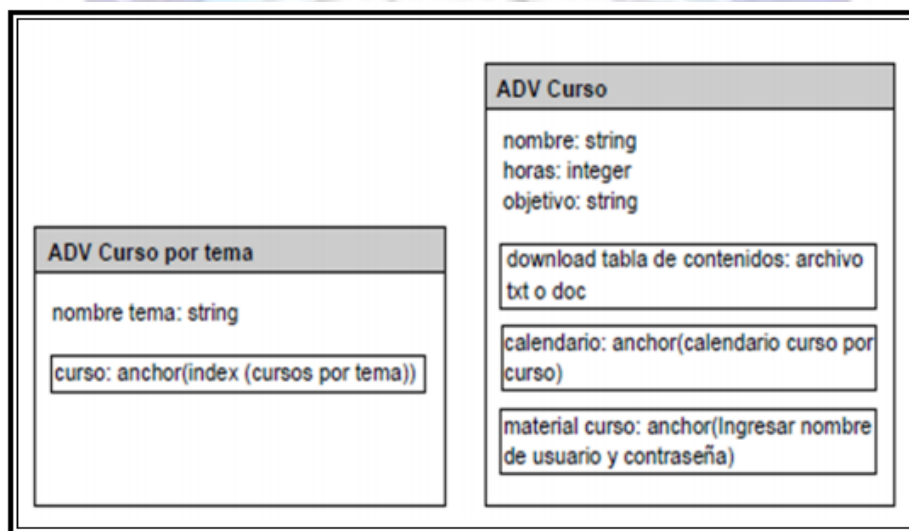 ADV Curso por tema
nombre tema: string
curso: anchor(index (cursos por tema))
ADV Curso
nombre: string
horas: integer
objetivo: string
download tabla de contenidos: archivo
txt o doc
calendario: anchor(calendario curso por
curso)
material curso: anchor(Ingresar nombre
de usuario y contraseña)